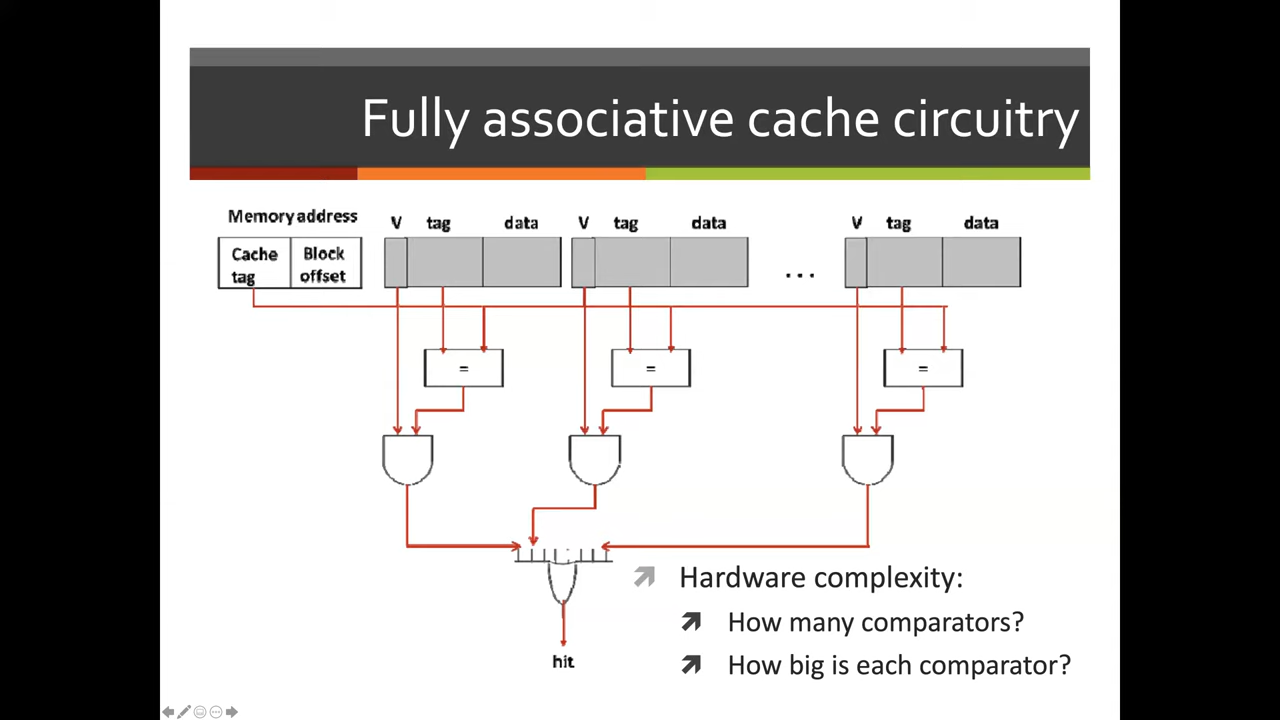 Fully associative cache circuitry
Memory address
V tag data V tag data V tag data
Cache tag
Block offset
...
= = =
hit
Hardware complexity:
How many comparators?
How big is each comparator?